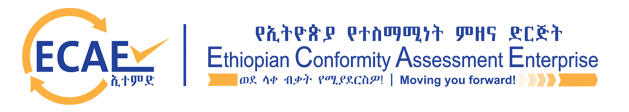 ECAE
ኢተምድ
የኢትዮጵያ የተስማሚነት ምዘና ድርጅት
Ethiopian Conformity Assessment Enterprise
ወደ ላቀ ብቃት የሚያደርስዎ! | Moving you forward!